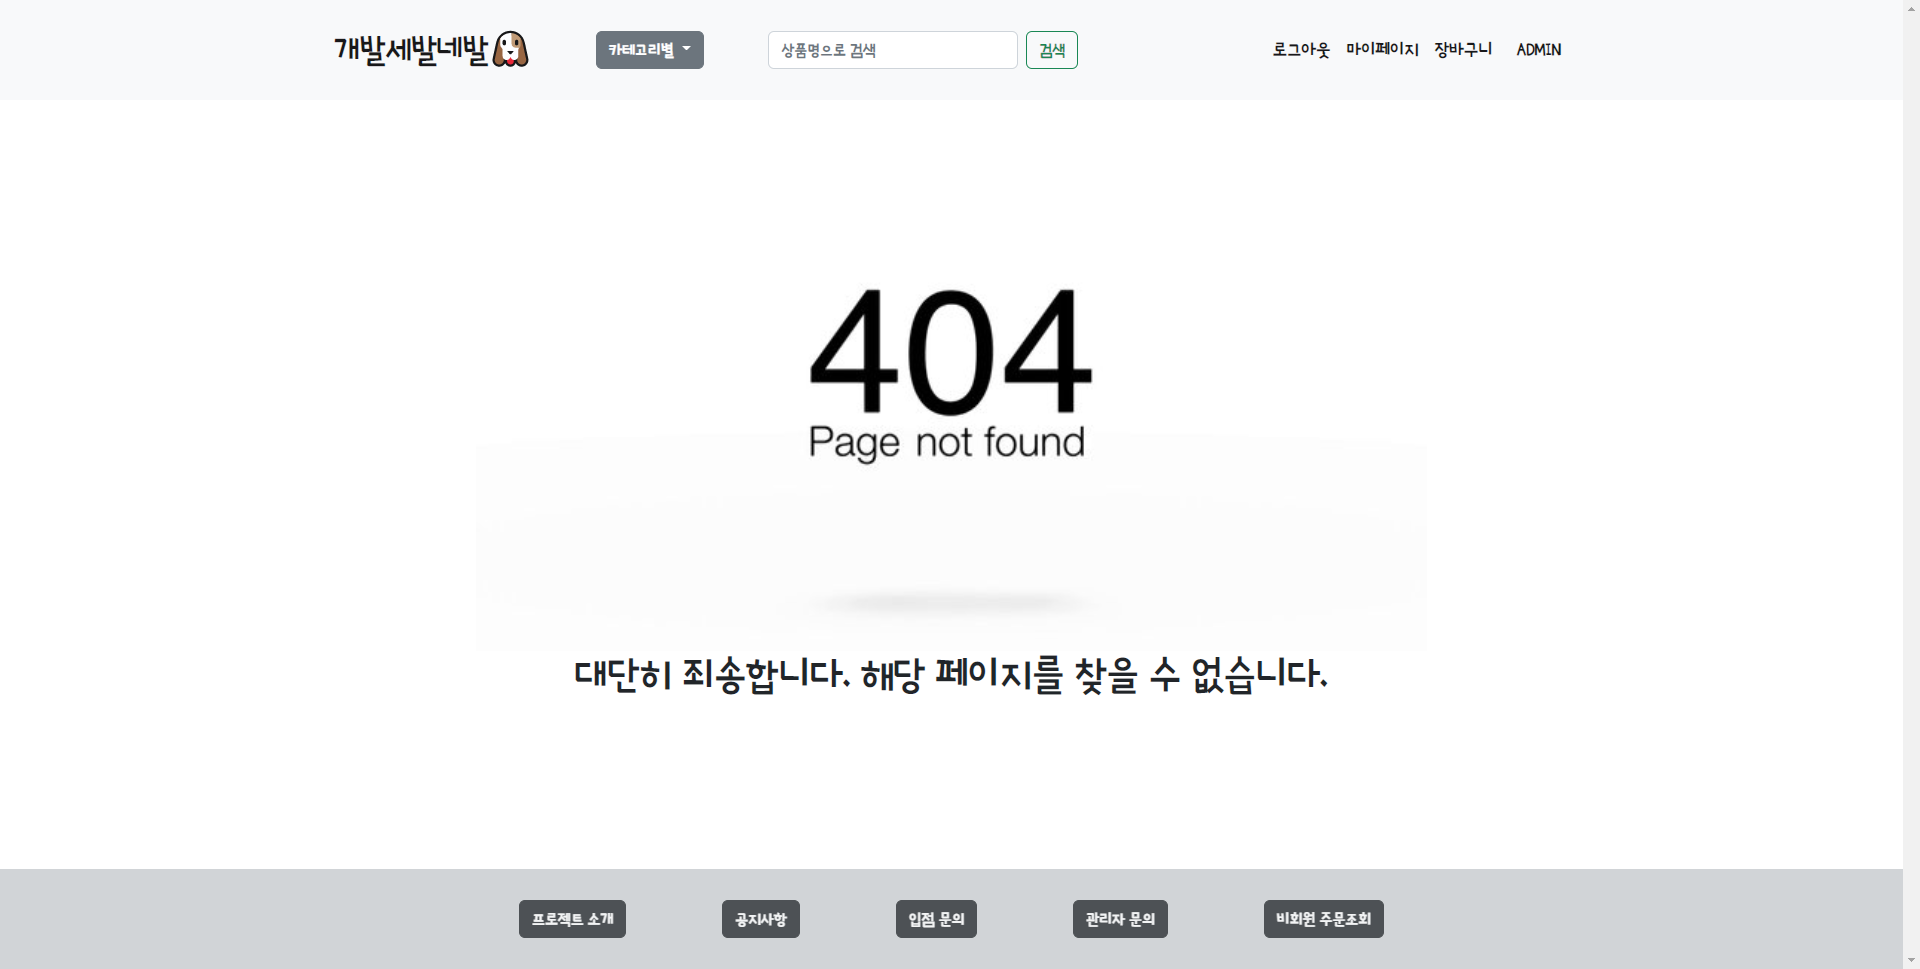 개발세발네발
카테고리별
상품명으로 검색
검색
로그아웃
마이페이지
장바구니
ADMIN
404
Page not found
대단히 죄송합니다. 해당 페이지를 찾을 수 없습니다.
프로젝트 소개
공지사항
입점 문의
관리자 문의
비회원 주문조회